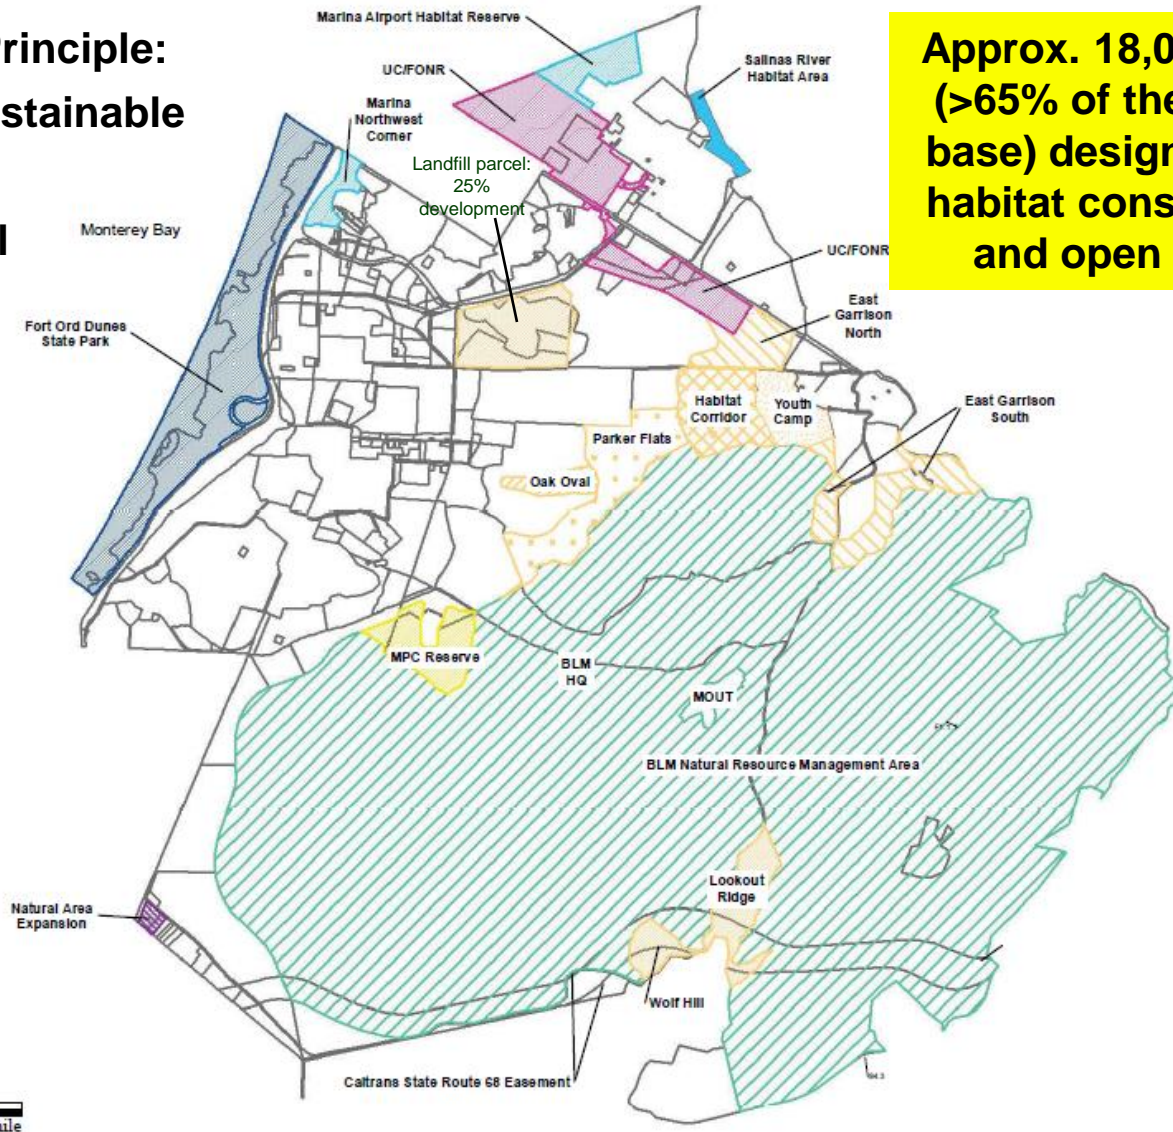 Principle:
stainable
d
Approx. 18,0
(>65% of the
base) design
habitat cons
and open
Marina Airport Habitat Reserve
UC/FONR
Marina
Northwest
Corner
Salinas River
Habitat Area
Landfill parcel:
25%
development
Monterey Bay
UC/FONR
East
Garrison
North
Fort Ord Dunes
State Park
Habitat
Corridor
Youth
Camp
East Garrison
South
Parker Flats
Oak Oval
MPC Reserve
BLM
HQ
MOUT
BLM Natural Resource Management Area
Lookout
Ridge
Natural Area
Expansion
Wolf Hill
Caltrans State Route 68 Easement
mile